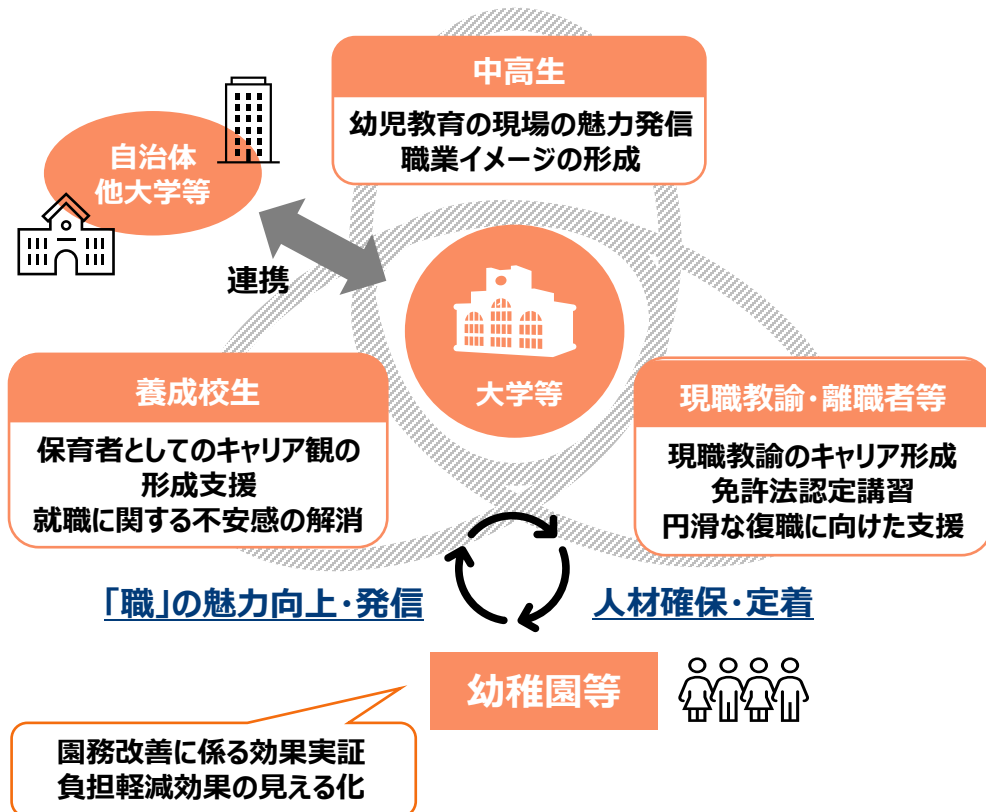 中高生
幼児教育の現場の魅力発信
職業イメージの形成
自治体
他大学等
連携
大学等
養成校生
保育者としてのキャリア観の
形成支援
就職に関する不安感の解消
現職教諭・離職者等
現職教諭のキャリア形成
免許法認定講習
円滑な復職に向けた支援
「職」の魅力向上・発信
人材確保・定着
幼稚園等
園務改善に係る効果実証
負担軽減効果の見える化